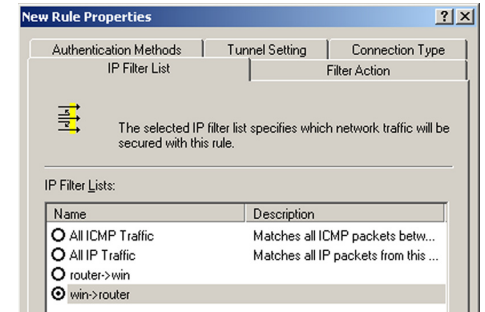 New Rule Properties
Authentication Methods Tunnel Setting Connection Type
IP Filter List Filter Action
The selected IP filter list specifies which network traffic will be
secured with this rule.
IP Filter Lists:
Name Description
All ICMP Traffic Matches all ICMP packets betw...
All IP Traffic Matches all IP packets from this ...
router->win
win->router